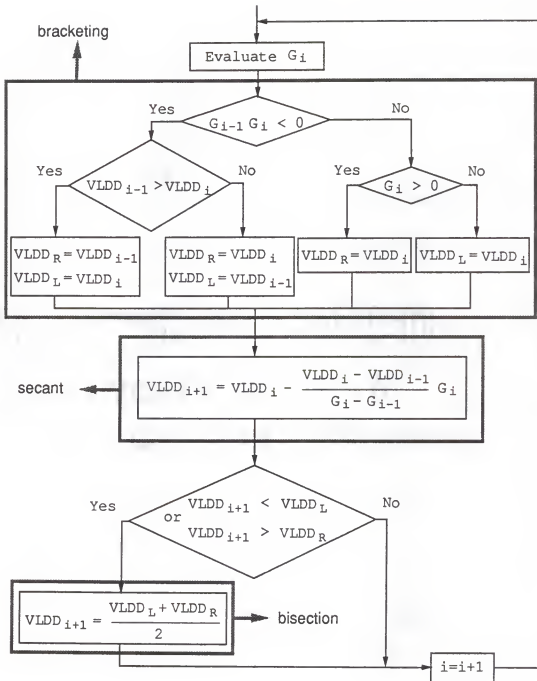 bracketing
Evaluate G_i
Yes
No
G_{i-1} G_i < 0
Yes
VLDD_{i-1} > VLDD_i
No
Yes
G_i > 0
No
VLDD_R = VLDD_{i-1}
VLDD_L = VLDD_i
VLDD_R = VLDD_i
VLDD_L = VLDD_{i-1}
VLDD_R = VLDD_i
VLDD_L = VLDD_i
secant
VLDD_{i+1} = VLDD_i - \frac{VLDD_i - VLDD_{i-1}}{G_i - G_{i-1}} G_i
Yes
No
VLDD_{i+1} < VLDD_L
or
VLDD_{i+1} > VLDD_R
VLDD_{i+1} = \frac{VLDD_L + VLDD_R}{2}
bisection
i=i+1